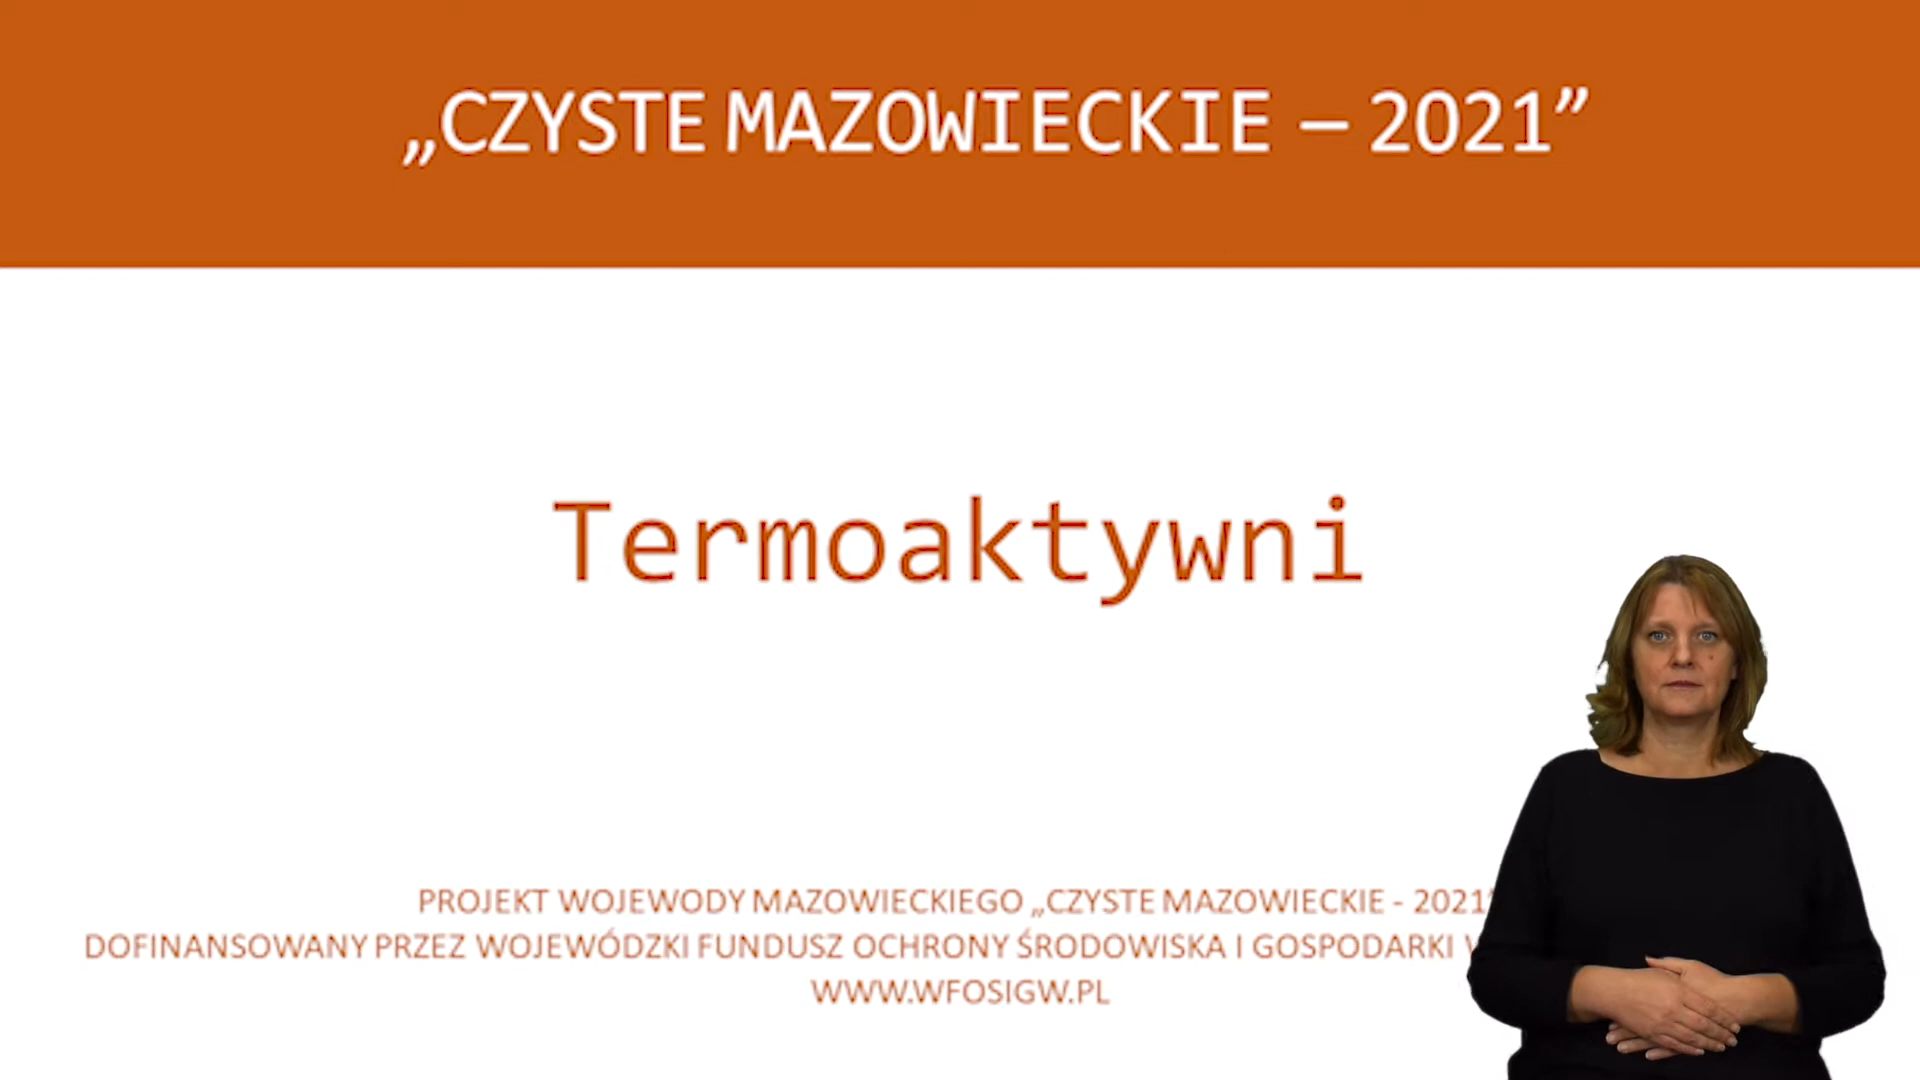 „CZYSTE MAZOWIECKIE – 2021”
Termoaktywni
PROJEKT WOJEWODY MAZOWIECKIEGO „CZYSTE MAZOWIECKIE - 2021”
DOFINANSOWANY PRZEZ WOJEWÓDZKI FUNDUSZ OCHRONY ŚRODOWISKA I GOSPODARKI
WWW.WFOSIGW.PL